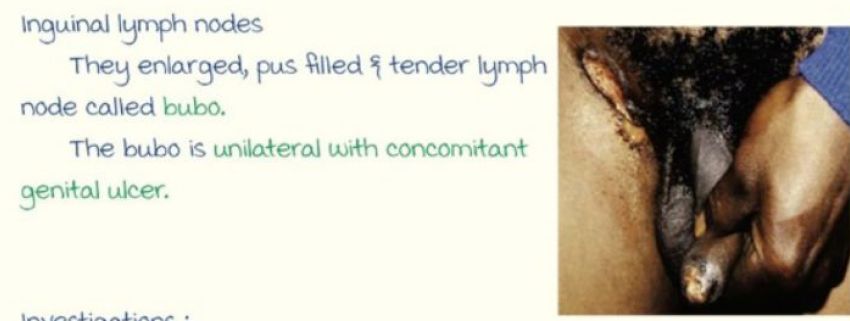 Inguinal lymph nodes
They enlarged, pus filled & tender lymph
node called bubo.
The bubo is unilateral with concomitant
genital ulcer.
Investigations :